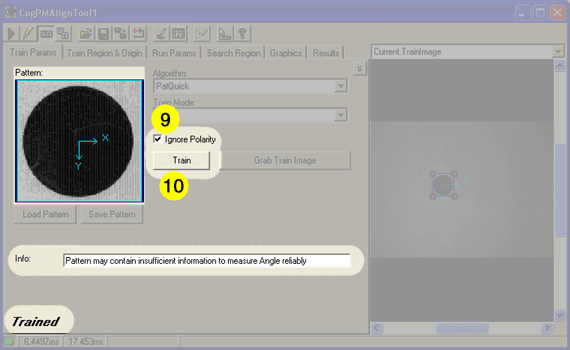 CogPMAlignTool1
Train Params Train Region & Origin Run Params Search Region Graphics Results
Current.TrainImage
Pattern:
Algorithm:
PatQuick
Train Mode:
9
Ignore Polarity
X
Y
Train
Grab Train Image
10
Load Pattern Save Pattern
Info: Pattern may contain insufficient information to measure Angle reliably
Trained
6.4497ms 17.453ms